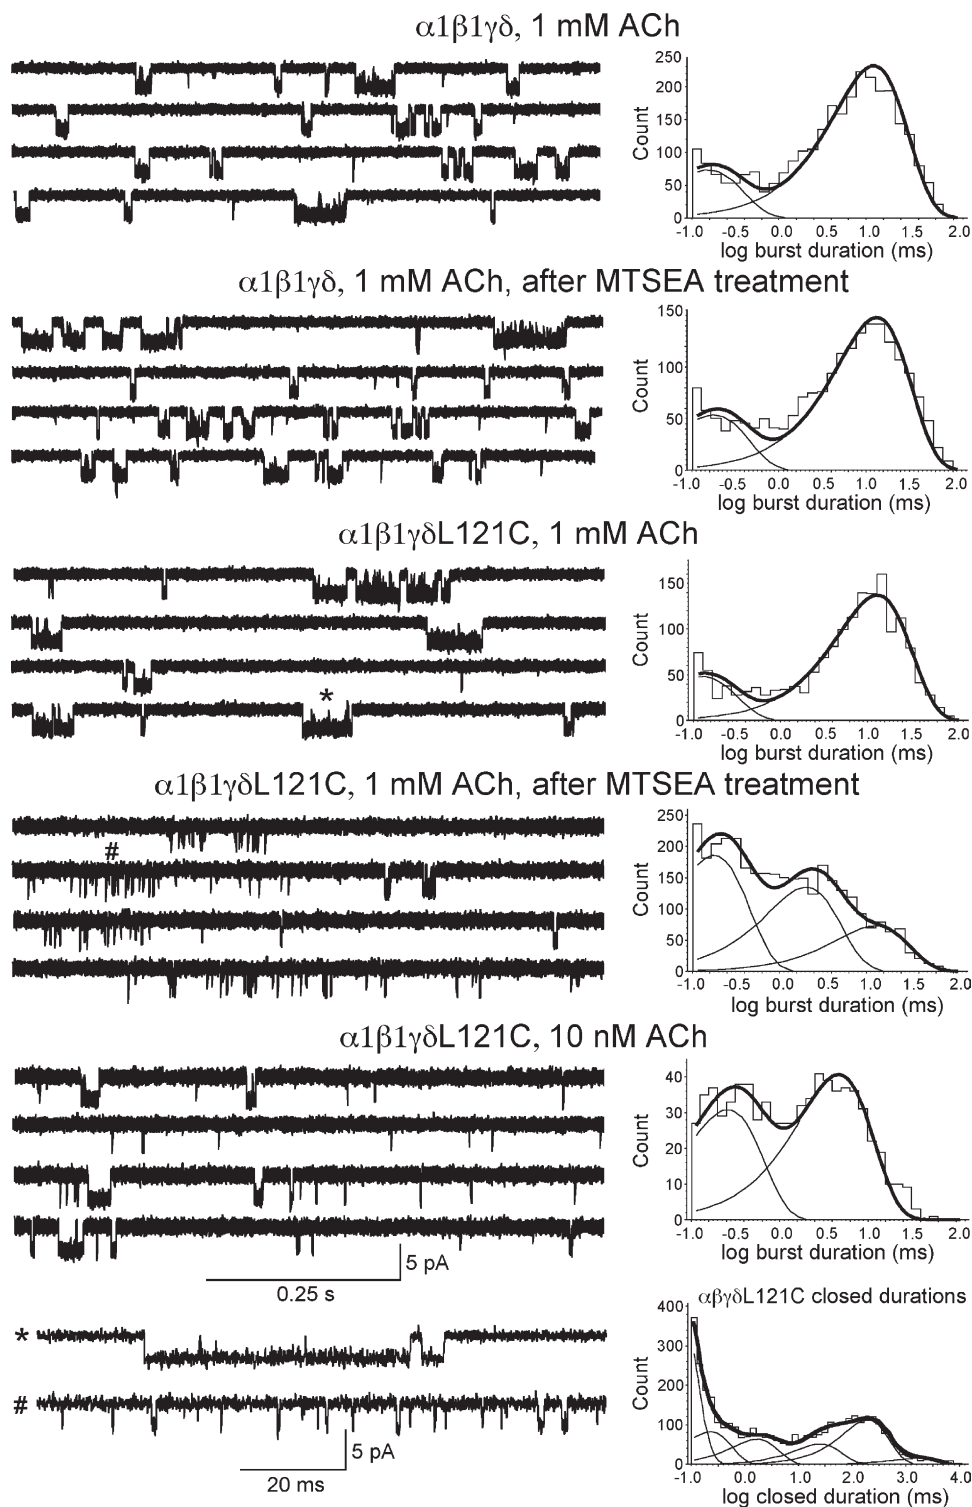 α1β1γδ, 1 mM ACh
250
200
150
100
50
0
Count
-1.0 -0.5 0.0 0.5 1.0 1.5 2.0
log burst duration (ms)
α1β1γδ, 1 mM ACh, after MTSEA treatment
150
100
50
0
Count
-1.0 -0.5 0.0 0.5 1.0 1.5 2.0
log burst duration (ms)
α1β1γδL121C, 1 mM ACh
*
150
100
50
0
Count
-1.0 -0.5 0.0 0.5 1.0 1.5 2.0
log burst duration (ms)
α1β1γδL121C, 1 mM ACh, after MTSEA treatment
#
250
200
150
100
50
0
Count
-1.0 -0.5 0.0 0.5 1.0 1.5 2.0
log burst duration (ms)
α1β1γδL121C, 10 nM ACh
5 pA
0.25 s
40
30
20
10
0
Count
-1.0 -0.5 0.0 0.5 1.0 1.5 2.0
log burst duration (ms)
*
#
5 pA
20 ms
αβγδL121C closed durations
400
300
200
100
0
Count
-1.0 0.0 1.0 2.0 3.0 4.0
log closed duration (ms)